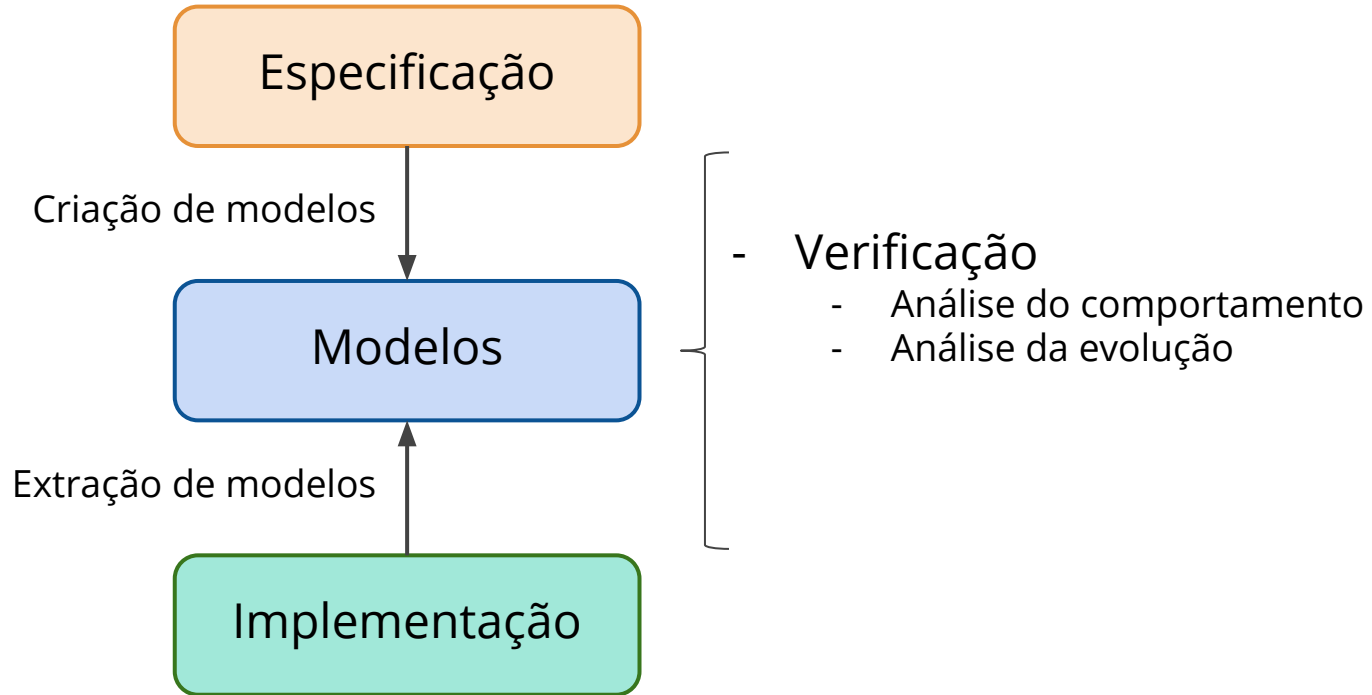 Especificação
Criação de modelos
- Verificação
- Análise do comportamento
- Análise da evolução
Modelos
Extração de modelos
Implementação